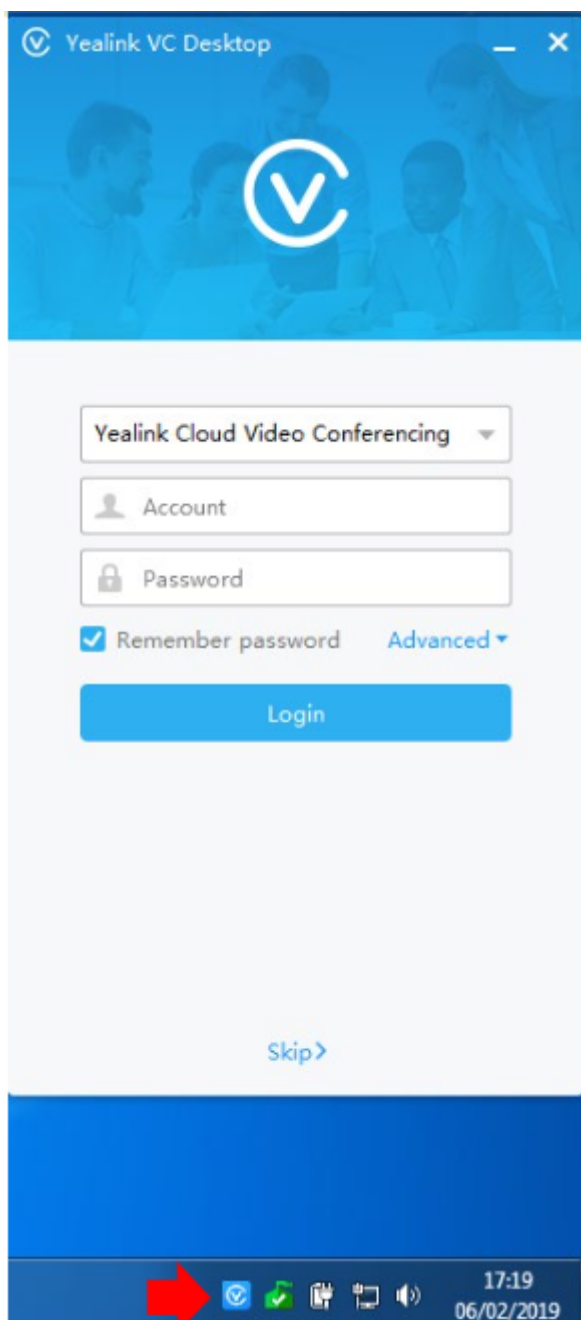 Yealink VC Desktop
Yealink Cloud Video Conferencing
Account
Password
Remember password Advanced
Login
Skip>
17:19
06/02/2019